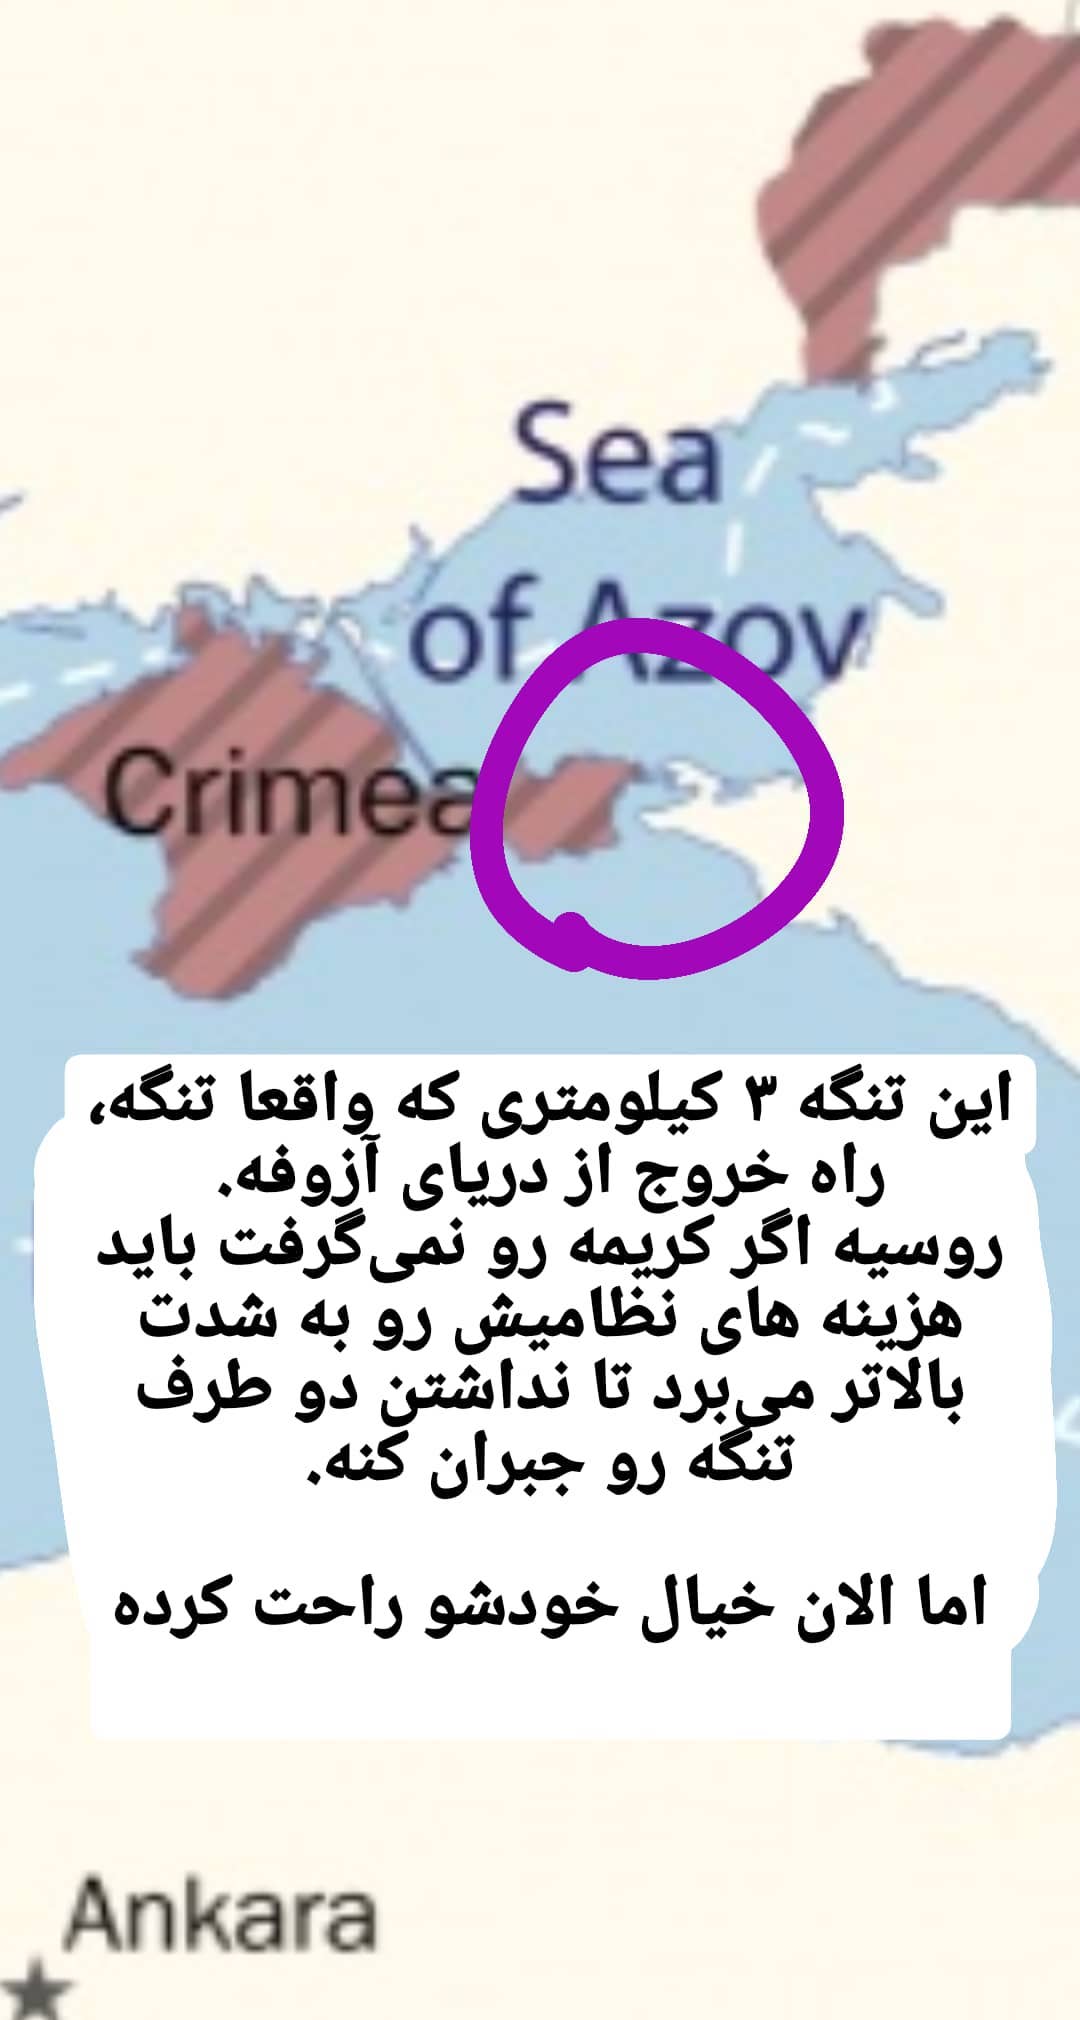 Sea
of Azov
Crimea
این تنگه ۳ کیلومتری که واقعا تنگه،
راه خروج از دریای آزوفه.
روسیه اگر کریمه رو نمی‌گرفت باید
هزینه های نظامیش رو به شدت
بالاتر می‌برد تا نداشتن دو طرف
تنگه رو جبران کنه.
اما الان خیال خودشو راحت کرده
Ankara